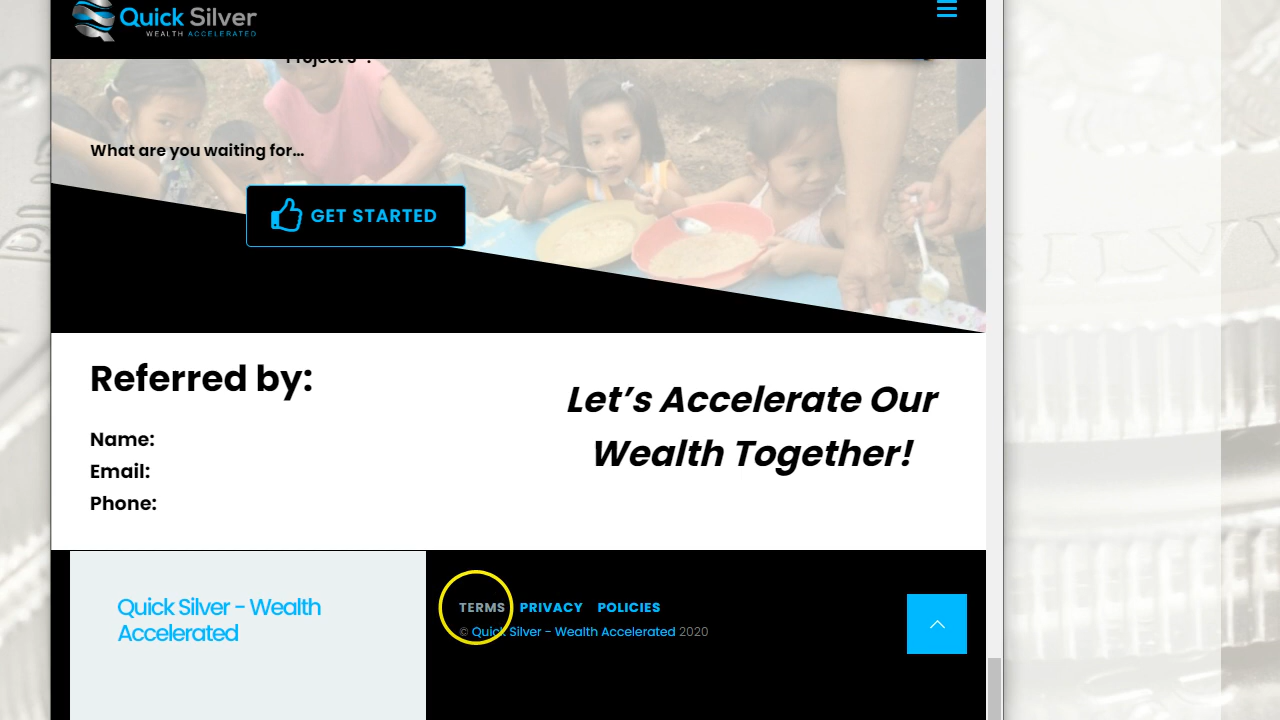 Quick Silver
WEALTH ACCELERATED
What are you waiting for...
GET STARTED
Referred by:
Name:
Email:
Phone:
Let's Accelerate Our
Wealth Together!
Quick Silver – Wealth
Accelerated
TERMS PRIVACY POLICIES
© Quick Silver – Wealth Accelerated 2020